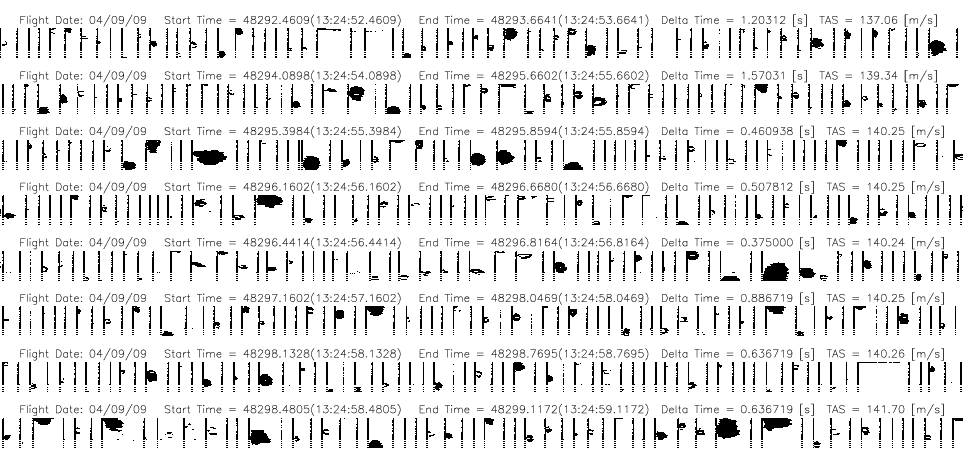 Flight Date: 04/09/09 Start Time = 48292.4609(13:24:52.4609) End Time = 48293.6641(13:24:53.6641) Delta Time = 1.20312 [s] TAS = 137.06 [m/s]
Flight Date: 04/09/09 Start Time = 48294.0898(13:24:54.0898) End Time = 48295.6602(13:24:55.6602) Delta Time = 1.57031 [s] TAS = 139.34 [m/s]
Flight Date: 04/09/09 Start Time = 48295.3984(13:24:55.3984) End Time = 48295.8594(13:24:55.8594) Delta Time = 0.460938 [s] TAS = 140.25 [m/s]
Flight Date: 04/09/09 Start Time = 48296.1602(13:24:56.1602) End Time = 48296.6680(13:24:56.6680) Delta Time = 0.507812 [s] TAS = 140.25 [m/s]
Flight Date: 04/09/09 Start Time = 48296.4414(13:24:56.4414) End Time = 48296.8164(13:24:56.8164) Delta Time = 0.375000 [s] TAS = 140.24 [m/s]
Flight Date: 04/09/09 Start Time = 48297.1602(13:24:57.1602) End Time = 48298.0469(13:24:58.0469) Delta Time = 0.886719 [s] TAS = 140.25 [m/s]
Flight Date: 04/09/09 Start Time = 48298.1328(13:24:58.1328) End Time = 48298.7695(13:24:58.7695) Delta Time = 0.636719 [s] TAS = 140.26 [m/s]
Flight Date: 04/09/09 Start Time = 48298.4805(13:24:58.4805) End Time = 48299.1172(13:24:59.1172) Delta Time = 0.636719 [s] TAS = 141.70 [m/s]